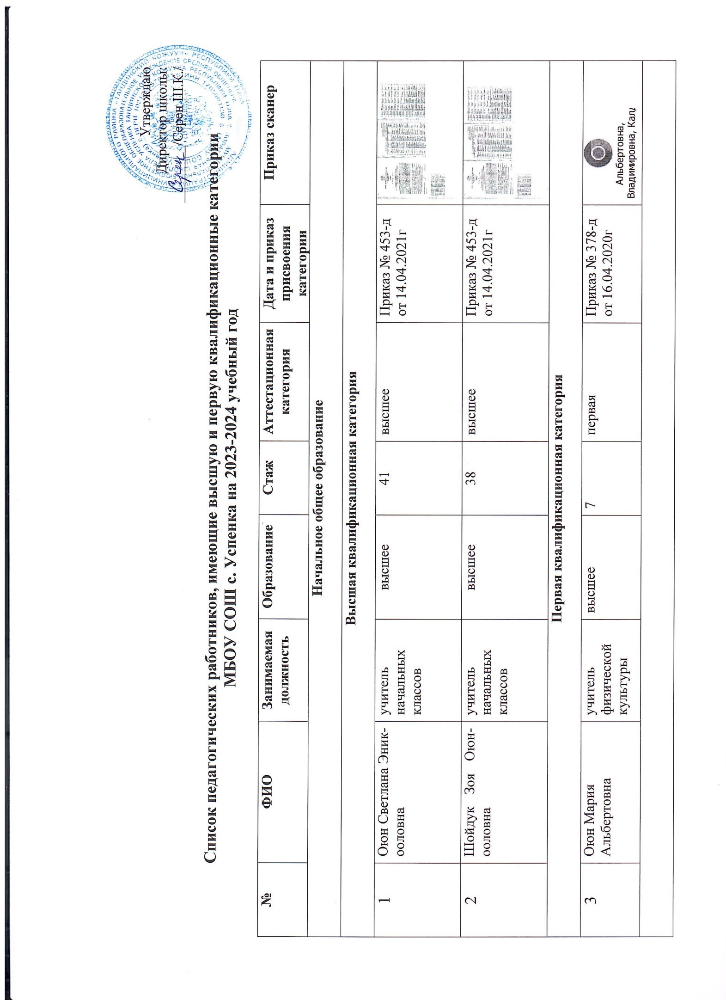 Утверждаю
Директор школы:
/Серен Ш.К./
Список педагогических работников, имеющие высшую и первую квалификационные категории
МБОУ СОШ с. Успенка на 2023-2024 учебный год
№ ФИО Занимаемая должность Образование Стаж Аттестационная категория Дата и приказ присвоения категории Приказ сканер
Начальное общее образование
Высшая квалификационная категория
1 Оюн Светлана Эник-ооловна учитель начальных классов высшее 41 высшее Приказ № 453-д от 14.04.2021г
2 Шойдук Зоя Оюн-ооловна учитель начальных классов высшее 38 высшее Приказ № 453-д от 14.04.2021г
Первая квалификационная категория
3 Оюн Мария Альбертовна учитель физической культуры высшее 7 первая Приказ № 378-д от 16.04.2020г
Альбертовна,
Владимировна,